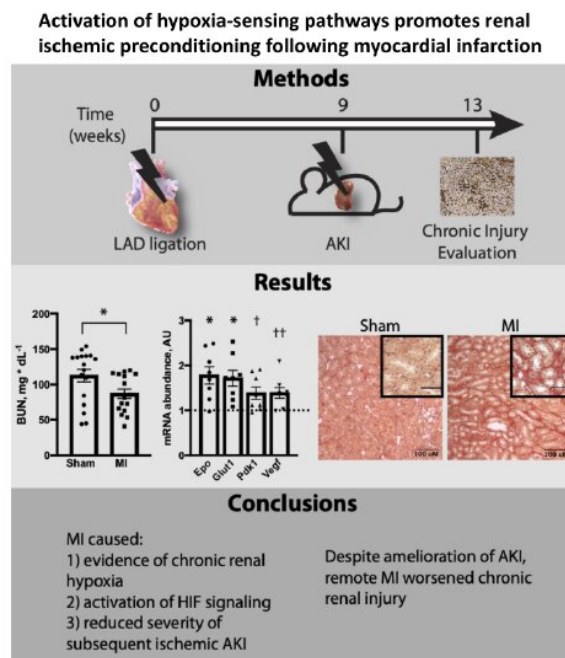 Activation of hypoxia-sensing pathways promotes renal
ischemic preconditioning following myocardial infarction
Methods
Time
(weeks)
0
9
13
LAD ligation
AKI
Chronic Injury
Evaluation
Results
BUN, mg * dL-1
200
150
100
50
0
*
Sham
MI
mRNA abundance, AU
3
2
1
0
*
*
†
††
Epo
Glut1
Pdk1
Vegf
Sham
MI
100 uM
Conclusions
MI caused:
1) evidence of chronic renal
hypoxia
2) activation of HIF signaling
3) reduced severity of
subsequent ischemic AKI
Despite amelioration of AKI,
remote MI worsened chronic
renal injury